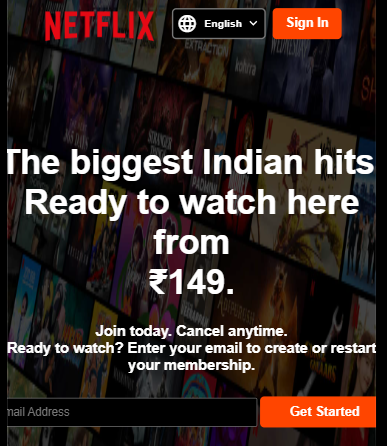 NETFLIX English Sign In
The biggest Indian hits
Ready to watch here
from
₹149.
Join today. Cancel anytime.
Ready to watch? Enter your email to create or restart
your membership.
mail Address Get Started